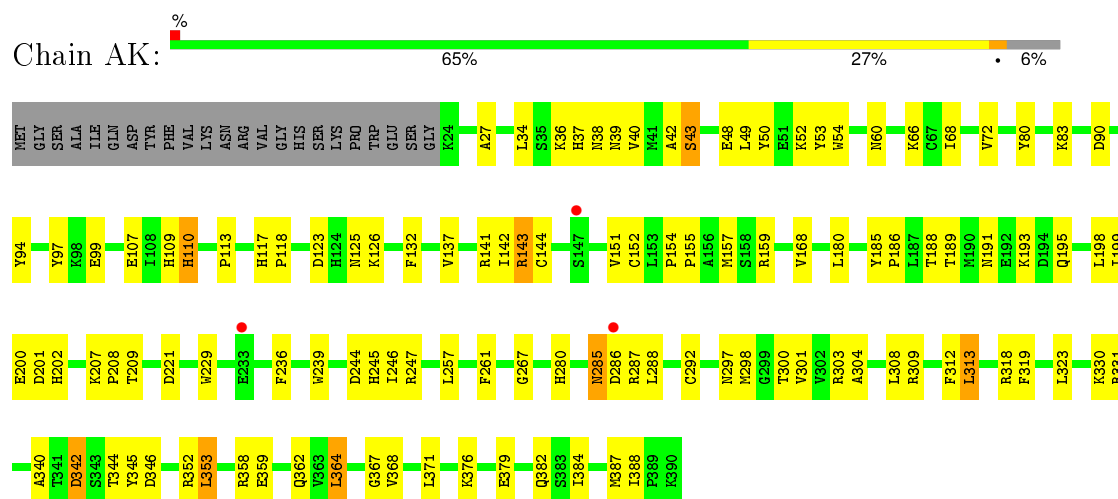 %
Chain AK:
65% 27% • 6%
MET GLY SER ALA ILE GLN ASP TYR PHE VAL LYS ASN ARG VAL GLY HIS SER LYS PRO TRP GLU SER GLY K24 A27 L34 S35 K36 H37 N38 N39 V40 M41 A42 S43 E48 L49 Y50 E51 K52 Y53 W54 N60 K66 C67 I68 V72 Y80 K83 D90
Y94 Y97 K98 E99 E107 I108 H109 H110 P113 H117 P118 D123 H124 N125 K126 F132 V137 R141 I142 R143 C144 S147 V151 C152 L153 P154 P155 A156 M157 S158 R159 V168 L180 Y185 P186 L187 T188 T189 M190 N191 E192 K193 D194 Q195 L198 I199
E200 D201 H202 K207 P208 T209 D221 W229 E233 F236 W239 D244 H245 I246 R247 L257 F261 G267 H280 N285 D286 R287 L288 C292 N297 M298 G299 T300 V301 V302 R303 A304 L308 R309 F312 L313 R318 F319 L323 K330 R331
A340 T341 D342 S343 T344 Y345 D346 R352 L353 R358 E359 Q362 V363 L364 G367 V368 L371 K376 E379 Q382 S383 I384 M387 I388 P389 K390